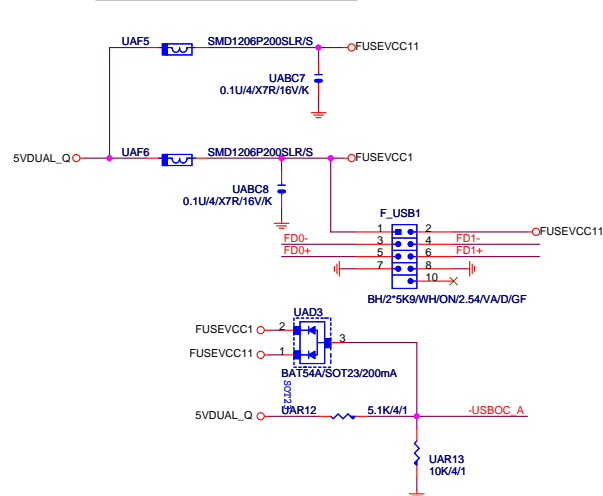 UAF5 SMD1206P200SLR/S FUSEVCC11
UABC7
0.1U/4/X7R/16V/K
5VDUAL_Q UAF6 SMD1206P200SLR/S FUSEVCC1
UABC8
0.1U/4/X7R/16V/K
F_USB1
1 2 FUSEVCC11
FD0- 3 4 FD1-
FD0+ 5 6 FD1+
7 8
10
BH/2*5K9/WH/ON/2.54/VA/D/GF
UAD3
FUSEVCC1 2
3
FUSEVCC11 1
BAT54A/SOT23/200mA
SOT23
5VDUAL_Q UAR12 5.1K/4/1 -USBOC_A
UAR13
10K/4/1